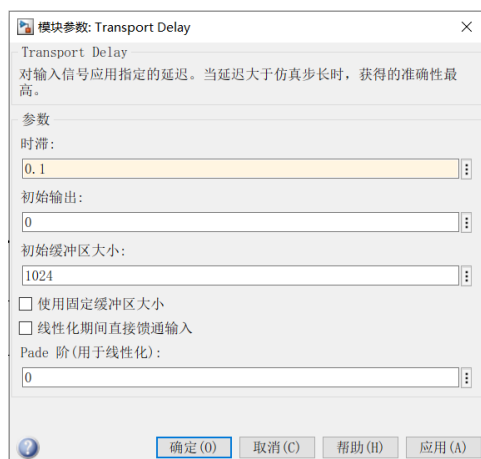 模块参数: Transport Delay
Transport Delay
对输入信号应用指定的延迟。当延迟大于仿真步长时，获得的准确性最
高。
参数
时滞:
0.1
初始输出:
0
初始缓冲区大小:
1024
使用固定缓冲区大小
线性化期间直接馈通输入
Pade 阶(用于线性化):
0
确定(O) 取消(C) 帮助(H) 应用(A)